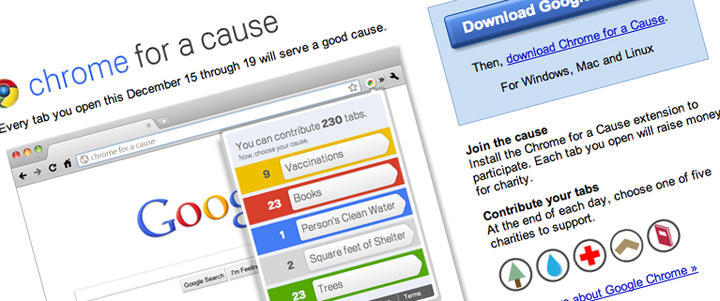 chrome for a cause
Every tab you open this December 15 through 19 will serve a good cause.
chrome for a cause
You can contribute 230 tabs.
Now, choose your cause.
9 Vaccinations
23 Books
1 Person's Clean Water
2 Square feet of Shelter
23 Trees
Terms
Goog
Google Search I'm Feeling
Download Google
Then, download Chrome for a Cause.
For Windows, Mac and Linux
Join the cause
Install the Chrome for a Cause extension to
participate. Each tab you open will raise money
for charity.
Contribute your tabs
At the end of each day, choose one of five
charities to support.
about Google Chrome »